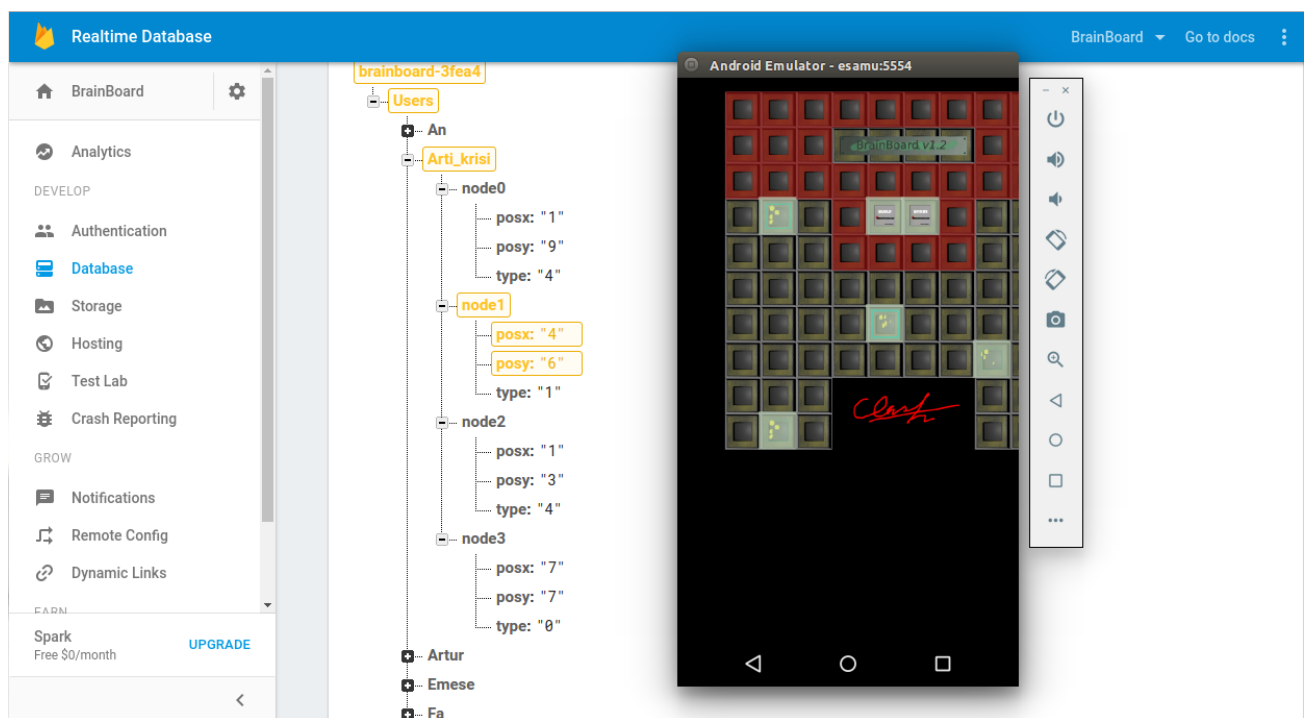 Realtime Database
BrainBoard
Go to docs
BrainBoard
Analytics
DEVELOP
Authentication
Database
Storage
Hosting
Test Lab
Crash Reporting
GROW
Notifications
Remote Config
Dynamic Links
EARN
Spark
Free $0/month
UPGRADE
brainboard-3fea4
Users
An
Arti_krisi
node0
posx: "1"
posy: "9"
type: "4"
node1
posx: "4"
posy: "6"
type: "1"
node2
posx: "1"
posy: "3"
type: "4"
node3
posx: "7"
posy: "7"
type: "0"
Artur
Emese
Fa
Android Emulator - esamu:5554
BrainBoard v1.2